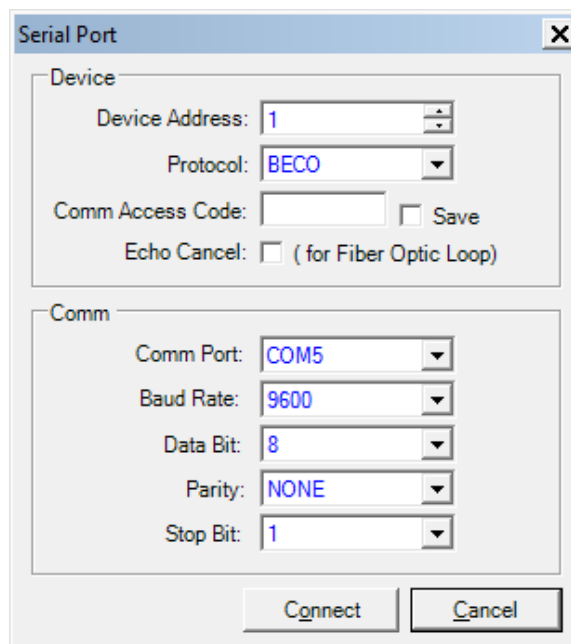 Serial Port
Device
Device Address: 1
Protocol: BECO
Comm Access Code: Save
Echo Cancel: ( for Fiber Optic Loop)
Comm
Comm Port: COM5
Baud Rate: 9600
Data Bit: 8
Parity: NONE
Stop Bit: 1
Connect Cancel